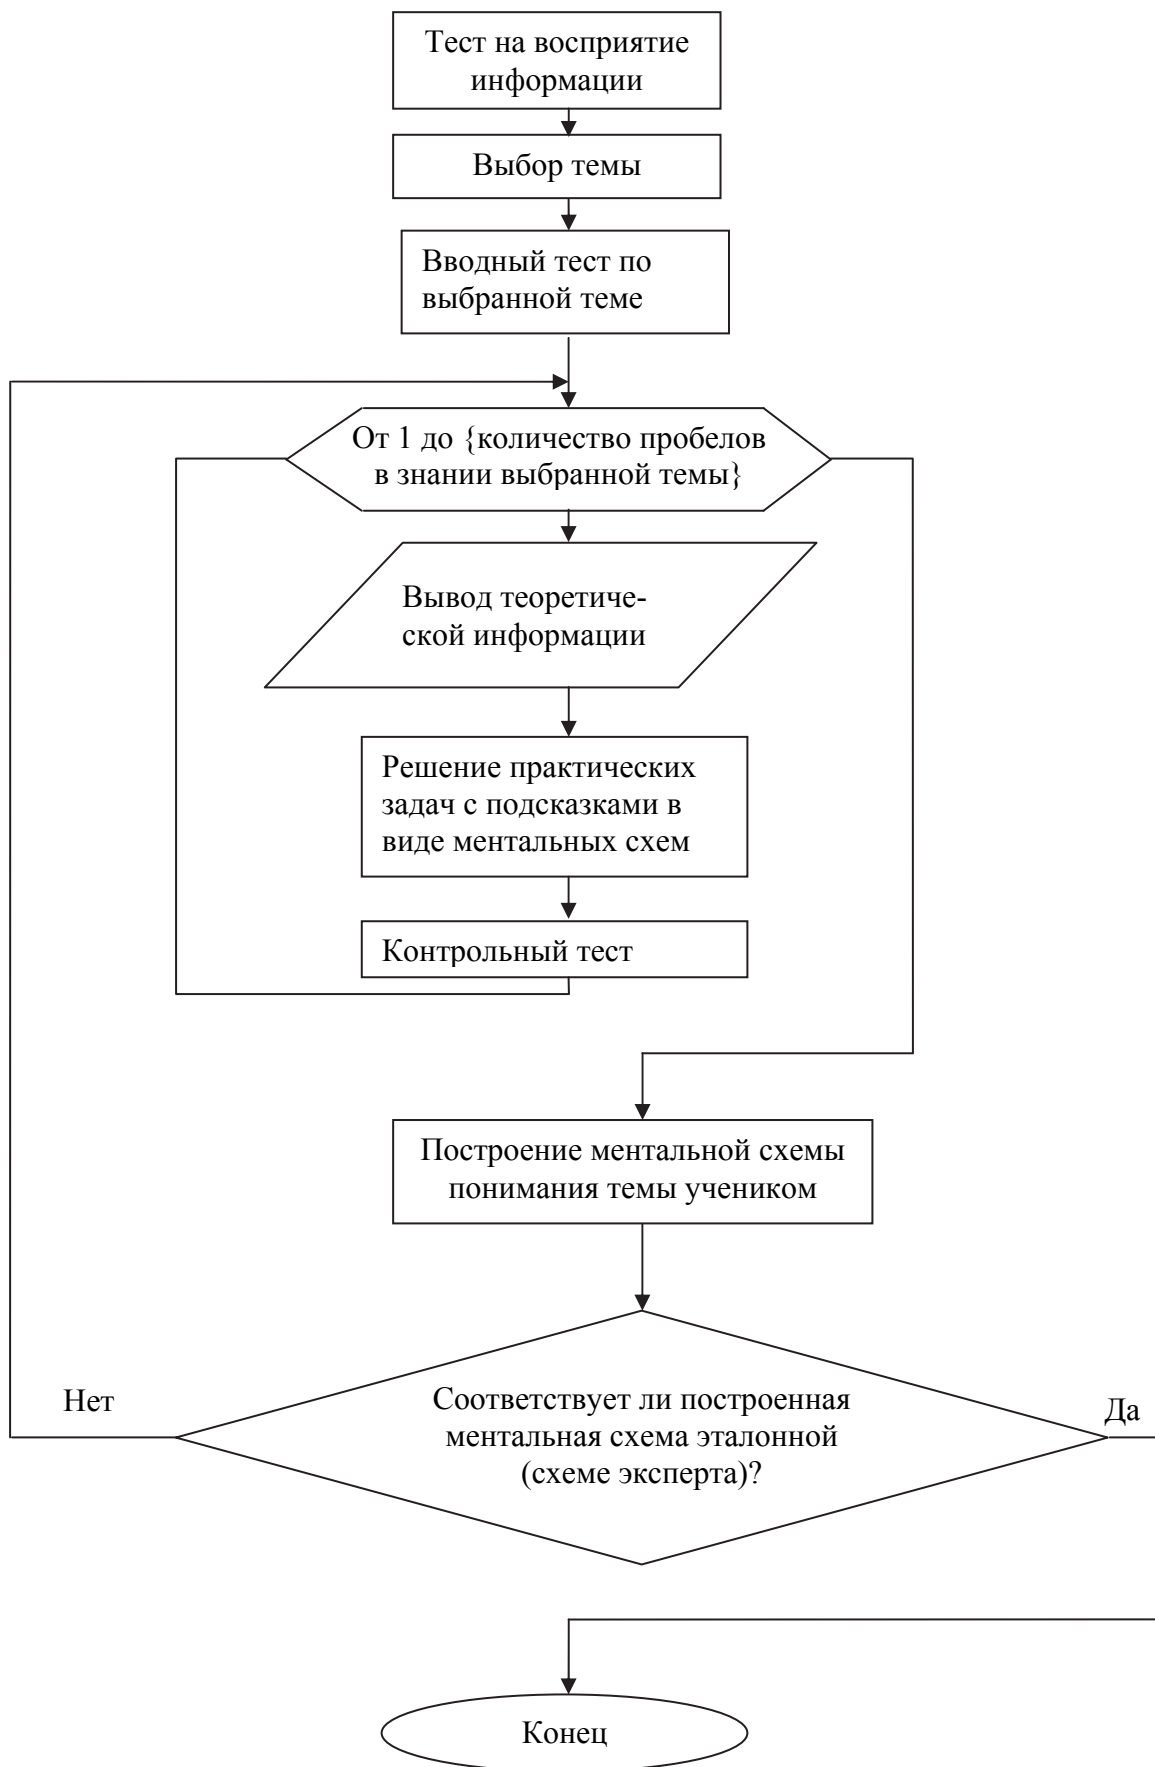 Тест на восприятие
информации
Выбор темы
Вводный тест по
выбранной теме
От 1 до {количество пробелов
в знании выбранной темы}
Вывод теоретиче-
ской информации
Решение практических
задач с подсказками в
виде ментальных схем
Контрольный тест
Построение ментальной схемы
понимания темы учеником
Нет
Соответствует ли построенная
ментальная схема эталонной
(схеме эксперта)?
Да
Конец